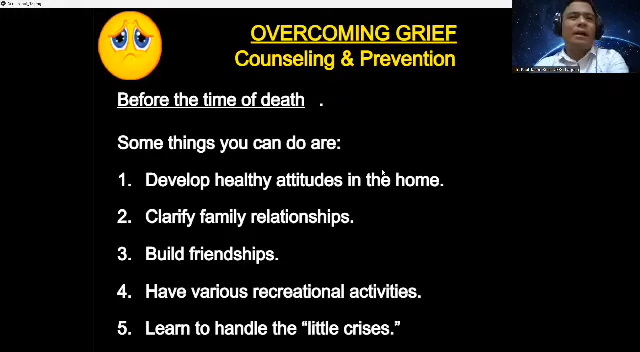 OVERCOMING GRIEF
Counseling & Prevention
Before the time of death .
Some things you can do are:
1. Develop healthy attitudes in the home.
2. Clarify family relationships.
3. Build friendships.
4. Have various recreational activities.
5. Learn to handle the “little crises.”